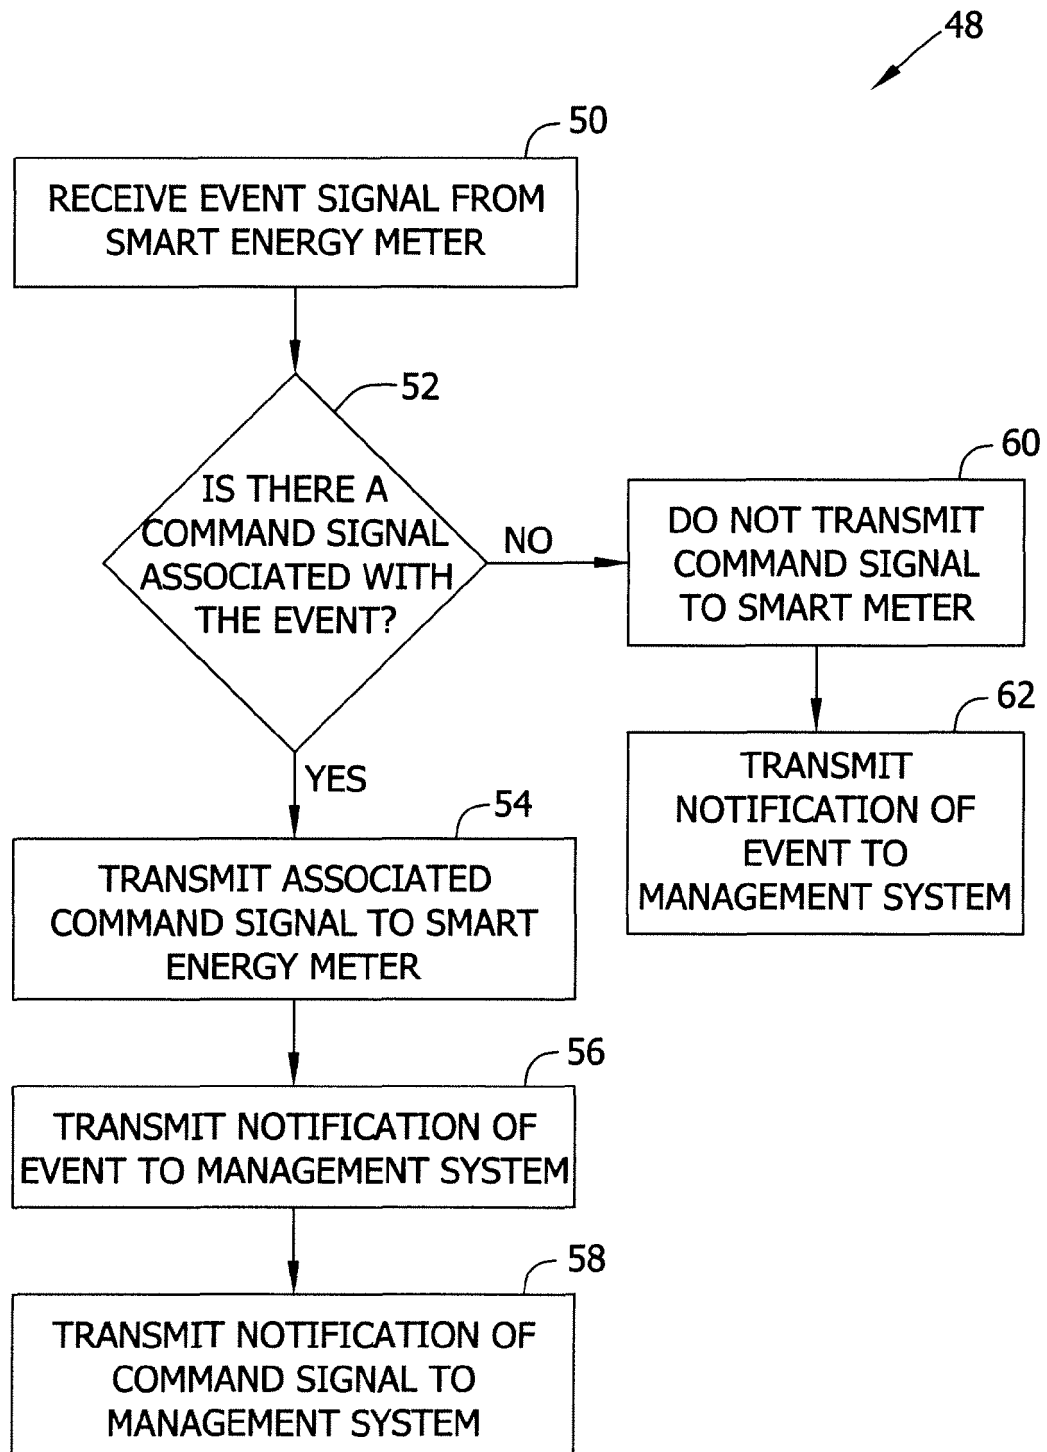 48
50
RECEIVE EVENT SIGNAL FROM
SMART ENERGY METER
52
IS THERE A
COMMAND SIGNAL
ASSOCIATED WITH
THE EVENT?
NO
60
DO NOT TRANSMIT
COMMAND SIGNAL
TO SMART METER
62
TRANSMIT
NOTIFICATION OF
EVENT TO
MANAGEMENT SYSTEM
YES
54
TRANSMIT ASSOCIATED
COMMAND SIGNAL TO SMART
ENERGY METER
56
TRANSMIT NOTIFICATION OF
EVENT TO MANAGEMENT SYSTEM
58
TRANSMIT NOTIFICATION OF
COMMAND SIGNAL TO
MANAGEMENT SYSTEM